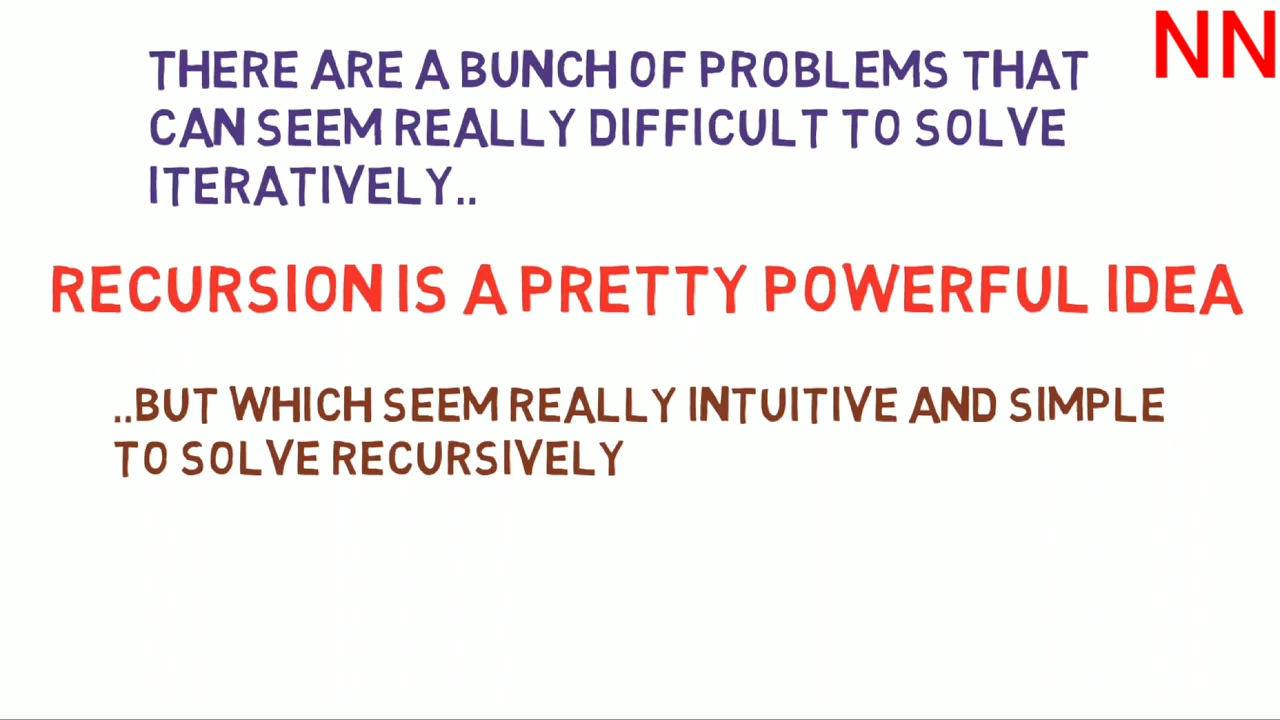 THERE ARE A BUNCH OF PROBLEMS THAT
CAN SEEM REALLY DIFFICULT TO SOLVE
ITERATIVELY..
RECURSION IS A PRETTY POWERFUL IDEA
..BUT WHICH SEEM REALLY INTUITIVE AND SIMPLE
TO SOLVE RECURSIVELY
NN